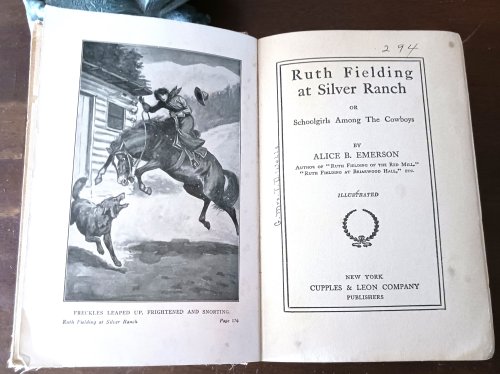 FRECKLES LEAPED UP, FRIGHTENED AND SNORTING.
Ruth Fielding at Silver Ranch
Page 174
294
Ruth Fielding
at Silver Ranch
OR
Schoolgirls Among The Cowboys
BY
ALICE B. EMERSON
AUTHOR OF "RUTH FIELDING OF THE RED MILL,"
"RUTH FIELDING AT BRIARWOOD HALL," ETC.
ILLUSTRATED
NEW YORK
CUPPLES & LEON COMPANY
PUBLISHERS